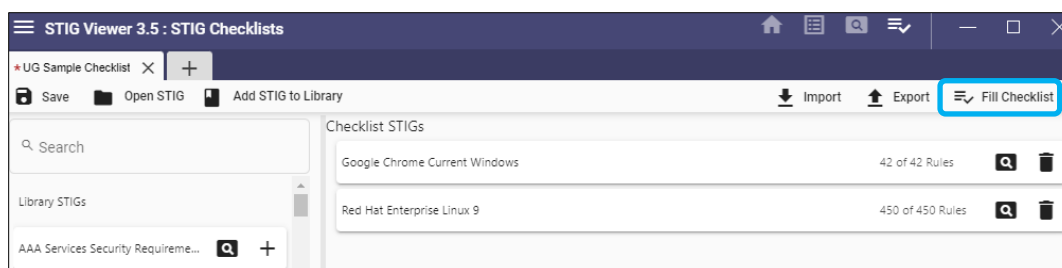 STIG Viewer 3.5 : STIG Checklists
*UG Sample Checklist
Save Open STIG Add STIG to Library Import Export Fill Checklist
Search
Checklist STIGs
Google Chrome Current Windows 42 of 42 Rules
Library STIGs
Red Hat Enterprise Linux 9 450 of 450 Rules
AAA Services Security Requireme...